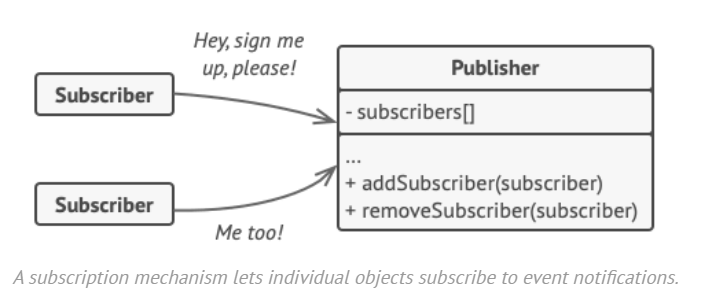 Hey, sign me
up, please!
Subscriber
Publisher
- subscribers[]
...
+ addSubscriber(subscriber)
+ removeSubscriber(subscriber)
Subscriber
Me too!
A subscription mechanism lets individual objects subscribe to event notifications.